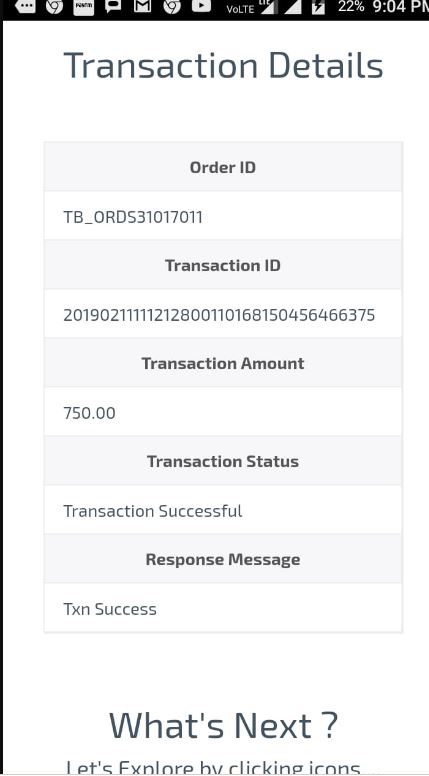 VoLTE LTE 22% 9:04 PM
Transaction Details
Order ID
TB_ORDS31017011
Transaction ID
20190211111212800110168150456466375
Transaction Amount
750.00
Transaction Status
Transaction Successful
Response Message
Txn Success
What's Next ?
Let's Explore by clicking icons